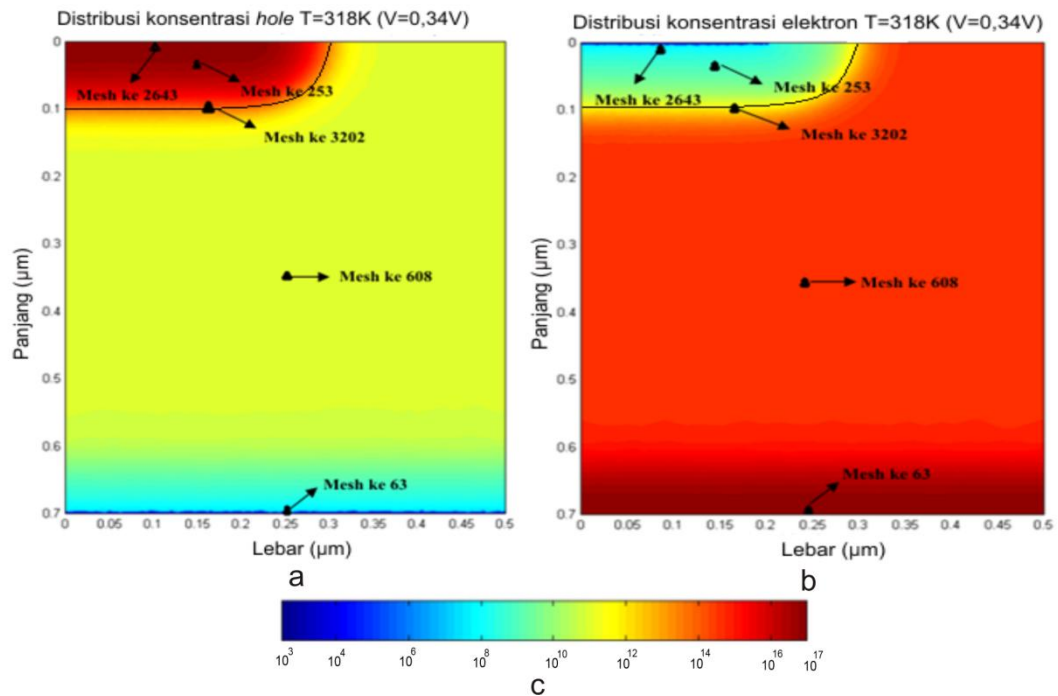 Distribusi konsentrasi hole T=318K (V=0,34V)
0
0.1
0.2
0.3
0.4
0.5
0.6
0.7
Panjang (µm)
Mesh ke 2643
Mesh ke 253
Mesh ke 3202
Mesh ke 608
Mesh ke 63
0 0.05 0.1 0.15 0.2 0.25 0.3 0.35 0.4 0.45 0.5
Lebar (µm)
a
Distribusi konsentrasi elektron T=318K (V=0,34V)
0
0.1
0.2
0.3
0.4
0.5
0.6
0.7
Panjang (µm)
Mesh ke 2643
Mesh ke 253
Mesh ke 3202
Mesh ke 608
Mesh ke 63
0 0.05 0.1 0.15 0.2 0.25 0.3 0.35 0.4 0.45 0.5
Lebar (µm)
b
10³ 10⁴ 10⁶ 10⁸ 10¹⁰ 10¹² 10¹⁴ 10¹⁶ 10¹⁷
c